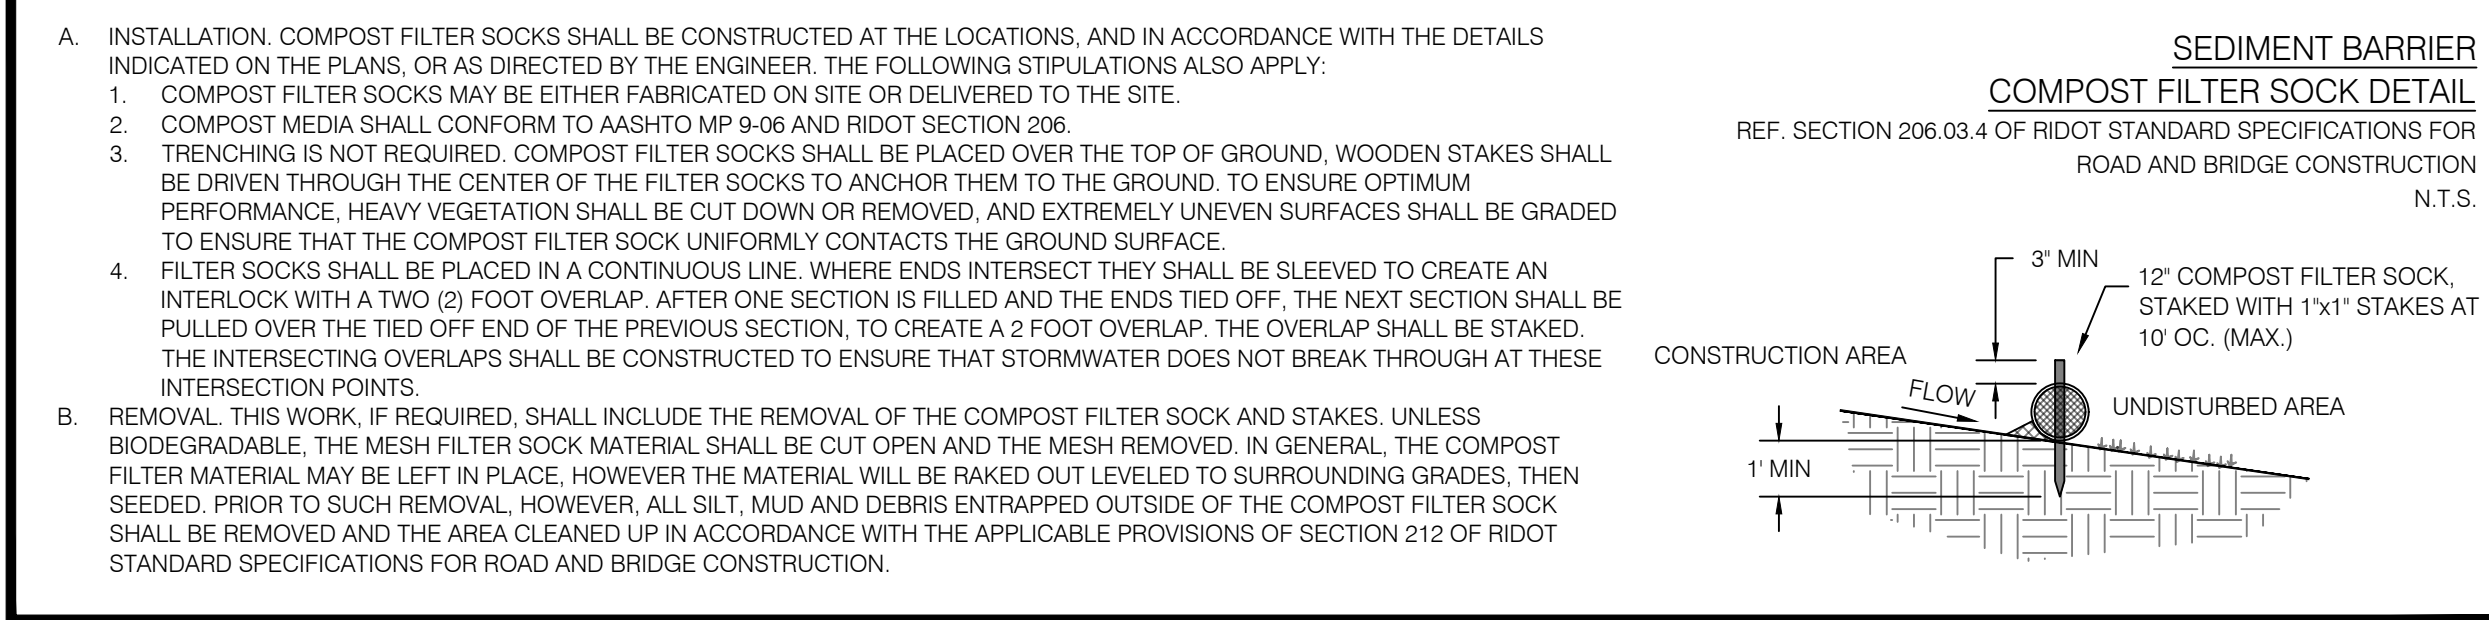 A. INSTALLATION. COMPOST FILTER SOCKS SHALL BE CONSTRUCTED AT THE LOCATIONS, AND IN ACCORDANCE WITH THE DETAILS
INDICATED ON THE PLANS, OR AS DIRECTED BY THE ENGINEER. THE FOLLOWING STIPULATIONS ALSO APPLY:
1. COMPOST FILTER SOCKS MAY BE EITHER FABRICATED ON SITE OR DELIVERED TO THE SITE.
2. COMPOST MEDIA SHALL CONFORM TO AASHTO MP 9-06 AND RIDOT SECTION 206.
3. TRENCHING IS NOT REQUIRED. COMPOST FILTER SOCKS SHALL BE PLACED OVER THE TOP OF GROUND, WOODEN STAKES SHALL
BE DRIVEN THROUGH THE CENTER OF THE FILTER SOCKS TO ANCHOR THEM TO THE GROUND. TO ENSURE OPTIMUM
PERFORMANCE, HEAVY VEGETATION SHALL BE CUT DOWN OR REMOVED, AND EXTREMELY UNEVEN SURFACES SHALL BE GRADED
TO ENSURE THAT THE COMPOST FILTER SOCK UNIFORMLY CONTACTS THE GROUND SURFACE.
4. FILTER SOCKS SHALL BE PLACED IN A CONTINUOUS LINE. WHERE ENDS INTERSECT THEY SHALL BE SLEEVED TO CREATE AN
INTERLOCK WITH A TWO (2) FOOT OVERLAP. AFTER ONE SECTION IS FILLED AND THE ENDS TIED OFF, THE NEXT SECTION SHALL BE
PULLED OVER THE TIED OFF END OF THE PREVIOUS SECTION, TO CREATE A 2 FOOT OVERLAP. THE OVERLAP SHALL BE STAKED.
THE INTERSECTING OVERLAPS SHALL BE CONSTRUCTED TO ENSURE THAT STORMWATER DOES NOT BREAK THROUGH AT THESE
INTERSECTION POINTS.
B. REMOVAL. THIS WORK, IF REQUIRED, SHALL INCLUDE THE REMOVAL OF THE COMPOST FILTER SOCK AND STAKES. UNLESS
BIODEGRADABLE, THE MESH FILTER SOCK MATERIAL SHALL BE CUT OPEN AND THE MESH REMOVED. IN GENERAL, THE COMPOST
FILTER MATERIAL MAY BE LEFT IN PLACE, HOWEVER THE MATERIAL WILL BE RAKED OUT LEVELED TO SURROUNDING GRADES, THEN
SEEDED. PRIOR TO SUCH REMOVAL, HOWEVER, ALL SILT, MUD AND DEBRIS ENTRAPPED OUTSIDE OF THE COMPOST FILTER SOCK
SHALL BE REMOVED AND THE AREA CLEANED UP IN ACCORDANCE WITH THE APPLICABLE PROVISIONS OF SECTION 212 OF RIDOT
STANDARD SPECIFICATIONS FOR ROAD AND BRIDGE CONSTRUCTION.
SEDIMENT BARRIER
COMPOST FILTER SOCK DETAIL
REF. SECTION 206.03.4 OF RIDOT STANDARD SPECIFICATIONS FOR
ROAD AND BRIDGE CONSTRUCTION
N.T.S.
3" MIN
12" COMPOST FILTER SOCK,
STAKED WITH 1"x1" STAKES AT
10' OC. (MAX.)
CONSTRUCTION AREA
FLOW
UNDISTURBED AREA
1' MIN